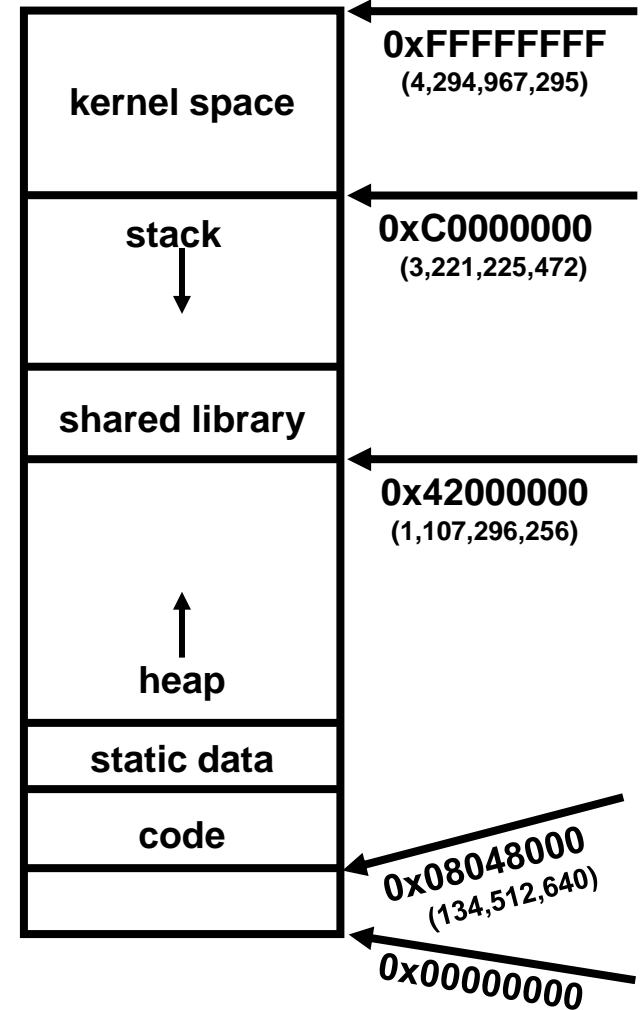 0xFFFFFFFF
(4,294,967,295)
kernel space
stack
0xC0000000
(3,221,225,472)
shared library
0x42000000
(1,107,296,256)
heap
static data
code
0x08048000
(134,512,640)
0x00000000